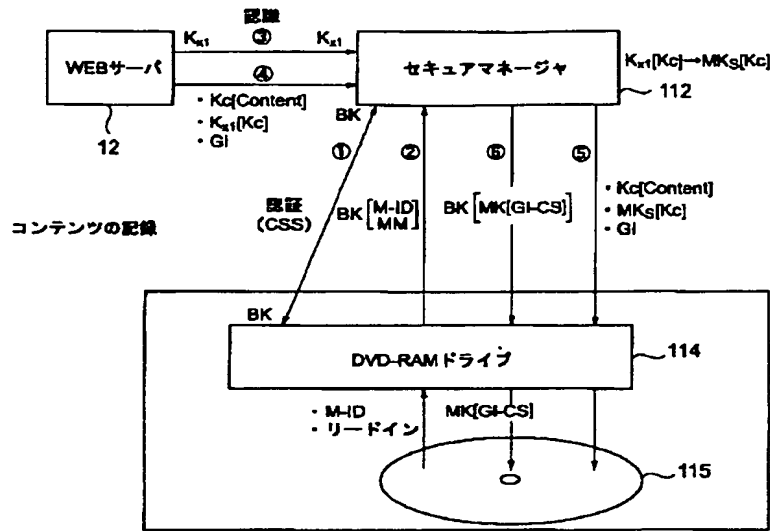 認識
Kx1 ③ Kx1
WEBサーバ
セキュアマネージャ
Kx1[Kc]→MKS[Kc]
④
112
・Kc[Content]
・Kx1[Kc]
・GI
12
BK
① ② ⑥ ⑤
認証
(CSS)
BK[M-ID
MM]
BK[MK[GI-CS]]
・Kc[Content]
・MKS[Kc]
・GI
コンテンツの記録
BK
DVD-RAMドライブ
114
・M-ID
・リードイン
MK[GI-CS]
115